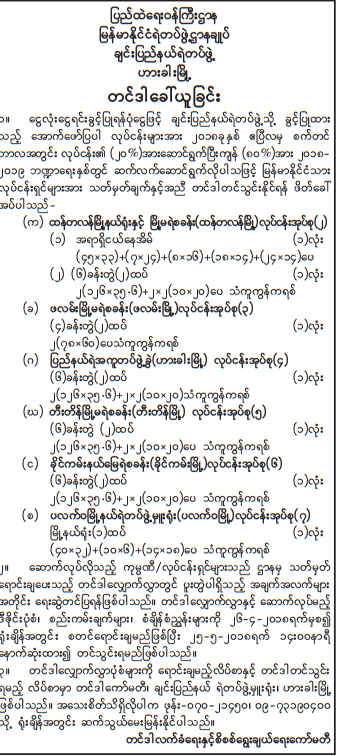 ပြည်ထဲရေးဝန်ကြီးဌာန
မြန်မာနိုင်ငံရဲတပ်ဖွဲ့ဌာနချုပ်
ချင်းပြည်နယ်ရဲတပ်ဖွဲ့
ဟားခါးမြို့
တင်ဒါခေါ်ယူခြင်း
၁။ ငွေလုံးငွေရင်းခွင့်ပြုရန်ပုံငွေဖြင့် ချင်းပြည်နယ်ရဲတပ်ဖွဲ့သို့ ခွင့်ပြုထား
သည့် အောက်ဖော်ပြပါ လုပ်ငန်းများအား ၂၀၁၈ခုနှစ် ဧပြီလမှ စက်တင်
ဘာလအတွင်း လုပ်ငန်း၏ (၂၀%)အားဆောင်ရွက်ပြီးကျန် (၈၀%)အား ၂၀၁၈-
၂၀၁၉ ဘဏ္ဍာရေးနှစ်တွင် ဆက်လက်ဆောင်ရွက်လိုပါသဖြင့် မြန်မာနိုင်ငံသား
လုပ်ငန်းရှင်များအား သတ်မှတ်ချက်နှင့်အညီ တင်ဒါတင်သွင်းနိုင်ရန် ဖိတ်ခေါ်
အပ်ပါသည်-
(က) ထန်တလန်မြို့နယ်ရုံးနှင့် မြို့မရဲစခန်း(ထန်တလန်မြို့)လုပ်ငန်းအုပ်စု(၂)
(၁) အရာရှိငယ်နေအိမ် (၁)လုံး
(၄၅×၃၃)+(၇×၂၄)+(၈×၁၆)+(၁၈×၁၄)+(၂၄×၁၄)ပေ
(၂) (၆)ခန်းတွဲ(၂)ထပ် (၁)လုံး
၂(၁၂၆×၃၅.၆)+၂×၂(၁၀×၂၀)ပေ သံကူကွန်ကရစ်
(ခ) ဖလမ်းမြို့မရဲစခန်း(ဖလမ်းမြို့)လုပ်ငန်းအုပ်စု(၃)
(၄)ခန်းတွဲ(၂)ထပ် (၁)လုံး
၂(၇၈×၆၀)ပေသံကူကွန်ကရစ်
(ဂ) ပြည်နယ်ရဲအကူတပ်ဖွဲ့ခွဲ(ဟားခါးမြို့) လုပ်ငန်းအုပ်စု(၄)
(၆)ခန်းတွဲ(၂)ထပ် (၁)လုံး
၂(၁၂၆×၃၅.၆)+၂×၂(၁၀×၂၀)သံကူကွန်ကရစ်
(ဃ) တီးတိန်မြို့မရဲစခန်း(တီးတိန်မြို့) လုပ်ငန်းအုပ်စု(၅)
(၆)ခန်းတွဲ (၂)ထပ် (၁)လုံး
၂(၁၂၆×၃၅.၆)+၂×၂(၁၀×၂၀)ပေ သံကူကွန်ကရစ်
(င) ခိုင်ကမ်းနယ်မြေရဲစခန်း(ခိုင်ကမ်းမြို့)လုပ်ငန်းအုပ်စု(၆)
(၆)ခန်းတွဲ(၂)ထပ် (၁)လုံး
၂(၁၂၆×၃၅.၆)+၂×၂(၁၀×၂၀)ပေ သံကူကွန်ကရစ်
(စ) ပလက်ဝမြို့နယ်ရဲတပ်ဖွဲ့မှူးရုံး(ပလက်ဝမြို့)လုပ်ငန်းအုပ်စု(၇)
မြို့နယ်ရုံး(၁)ထပ် (၁)လုံး
(၄၀×၃၂)+(၁၀×၆)+(၁၄×၁၈)ပေ သံကူကွန်ကရစ်
၂။ ဆောက်လုပ်လိုသည့် ကုမ္ပဏီ/လုပ်ငန်းရှင်များသည် ဌာနမှ သတ်မှတ်
ရောင်းချပေးသည့် တင်ဒါလျှောက်လွှာတွင် ပူးတွဲပါရှိသည့် အချက်အလက်များ
အတိုင်း ရေးဆွဲတင်ပြရန်ဖြစ်ပါသည်။ တင်ဒါလျှောက်လွှာနှင့် ဆောက်လုပ်မည့်
ဒီဇိုင်းပုံစံ၊ စည်းကမ်းချက်များ၊ စံချိန်စံညွှန်းများကို ၂၆-၄-၂၀၁၈ရက်မှစ၍
ရုံးချိန်အတွင်း စတင်ရောင်းချမည်ဖြစ်ပြီး ၂၅-၅-၂၀၁၈ရက် ၁၄း၀၀နာရီ
နောက်ဆုံးထား၍ တင်သွင်းရမည်ဖြစ်ပါသည်။
၃။ တင်ဒါလျှောက်လွှာပုံစံများကို ရောင်းချမည့်လိပ်စာနှင့် တင်ဒါတင်သွင်း
ရမည့် လိပ်စာမှာ တင်ဒါကော်မတီ၊ ချင်းပြည်နယ် ရဲတပ်ဖွဲ့မှူးရုံး၊ ဟားခါးမြို့
ဖြစ်ပါသည်။ အသေးစိတ်သိရှိလိုပါက ဖုန်း-၀၇၀-၂၁၄၅၀၊ ၀၉-၇၃၁၉၀၄၀၀
သို့ ရုံးချိန်အတွင်း ဆက်သွယ်မေးမြန်းနိုင်ပါသည်။
တင်ဒါလက်ခံရေးနှင့်စိစစ်ရွေးချယ်ရေးကော်မတီ